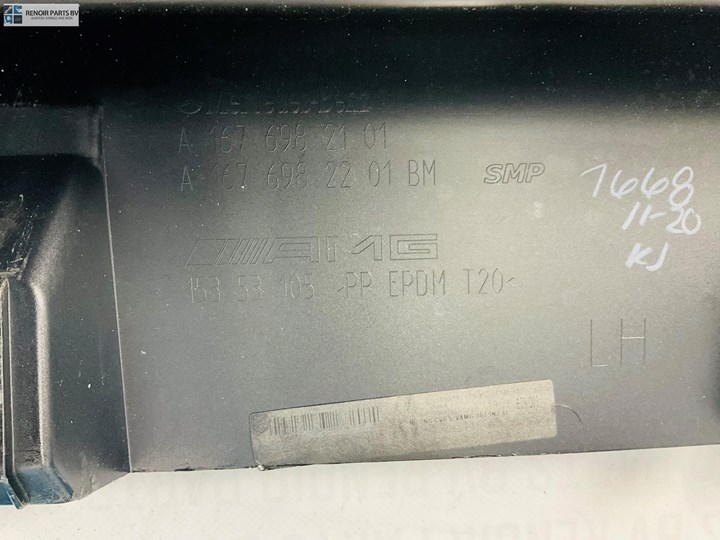 RENOIR PARTS BV
A 167 698 21 01
A 167 698 22 01 BM
SMP
1668
11-20
KJ
AMG
153 53 105 >PP EPDM T20<
LH